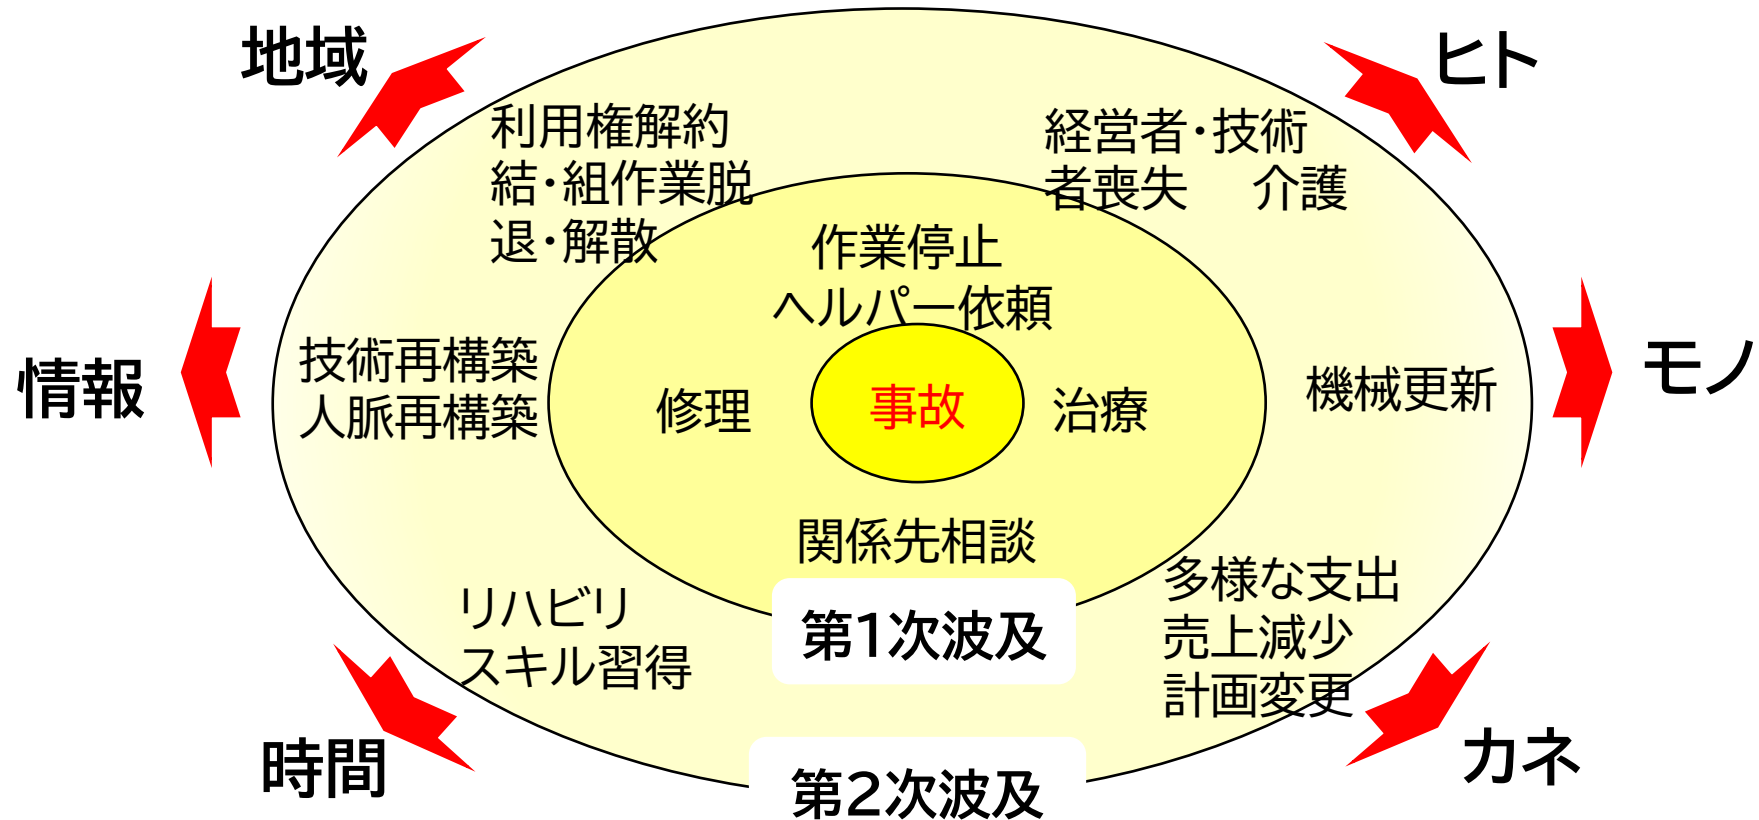 地域
ヒト
利用権解約
結・組作業脱
退・解散
経営者・技術
者喪失 介護
作業停止
ヘルパー依頼
情報
技術再構築
人脈再構築
修理
事故
治療
機械更新
モノ
関係先相談
第1次波及
リハビリ
スキル習得
多様な支出
売上減少
計画変更
時間
カネ
第2次波及